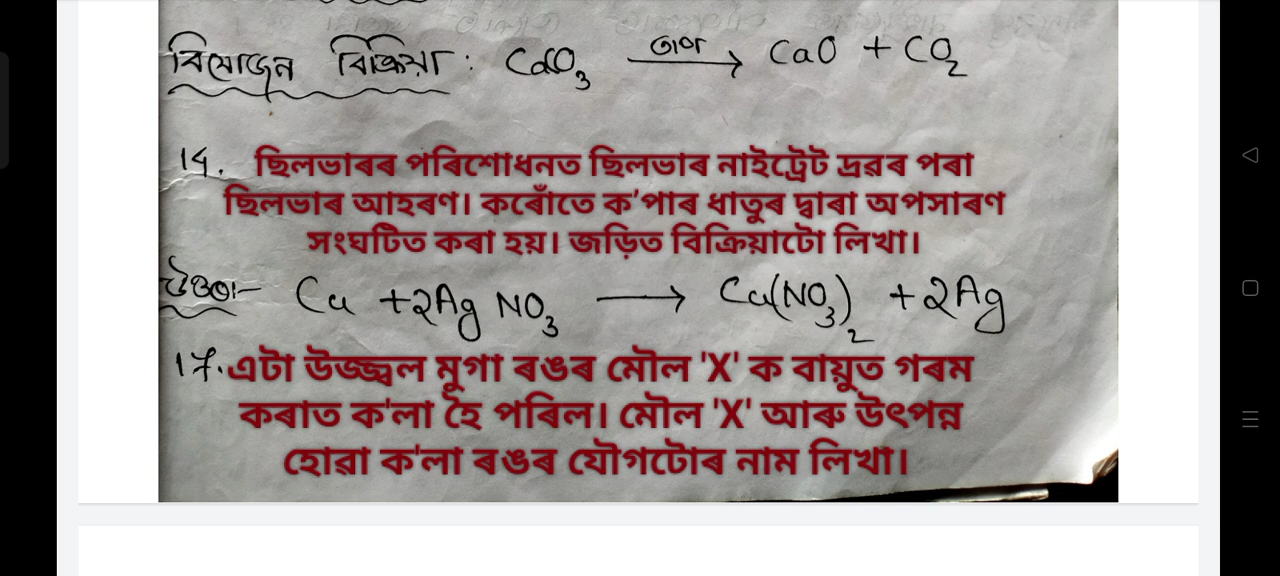 বিযোজন বিক্ৰিয়া : CaCO₃ —তাপ→ CaO + CO₂
14. ছিলভাৰৰ পৰিশোধনত ছিলভাৰ নাইট্ৰেট দ্ৰৱৰ পৰা
ছিলভাৰ আহৰণ। কৰোঁতে ক'পাৰ ধাতুৰ দ্বাৰা অপসাৰণ
সংঘটিত কৰা হয়। জড়িত বিক্ৰিয়াটো লিখা।
উত্তৰঃ- Cu + 2AgNO₃ → Cu(NO₃)₂ + 2Ag
17. এটা উজ্জ্বল মুগা ৰঙৰ মৌল 'X' ক বায়ুত গৰম
কৰাত ক'লা হৈ পৰিল। মৌল 'X' আৰু উৎপন্ন
হোৱা ক'লা ৰঙৰ যৌগটোৰ নাম লিখা।